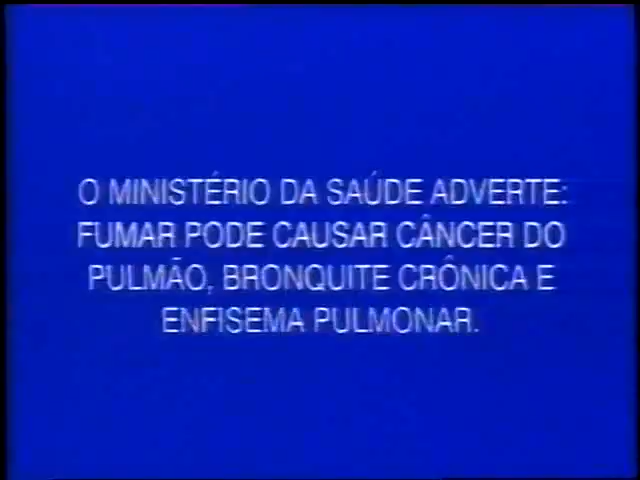 O MINISTÉRIO DA SAÚDE ADVERTE:
FUMAR PODE CAUSAR CÂNCER DO
PULMÃO, BRONQUITE CRÔNICA E
ENFISEMA PULMONAR.